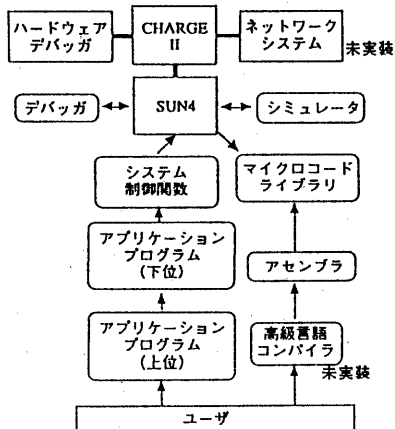 ハードウェア
デバッガ
CHARGE
II
ネットワーク
システム
未実装
デバッガ
SUN4
シミュレータ
システム
制御関数
マイクロコード
ライブラリ
アプリケーション
プログラム
(下位)
アセンブラ
アプリケーション
プログラム
(上位)
高級言語
コンパイラ
未実装
ユーザ